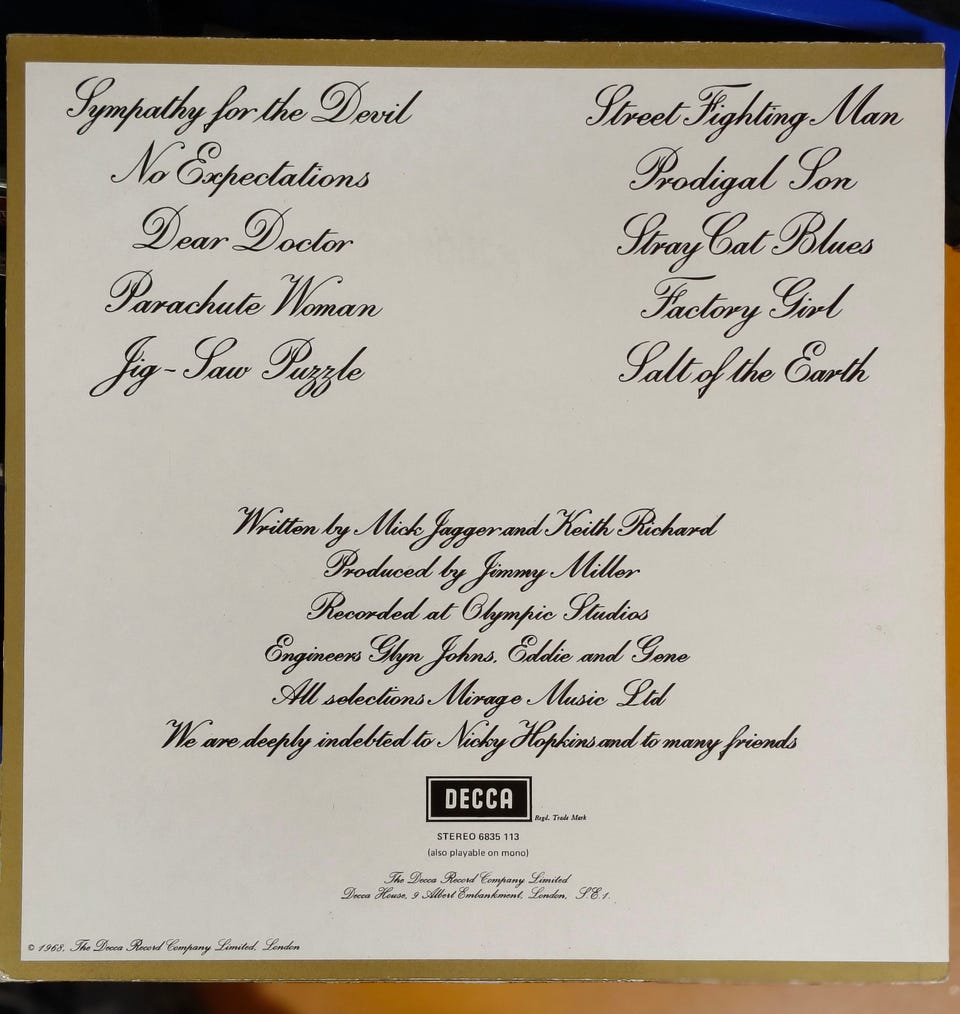 Sympathy for the Devil
No Expectations
Dear Doctor
Parachute Woman
Jig-Saw Puzzle
Street Fighting Man
Prodigal Son
Stray Cat Blues
Factory Girl
Salt of the Earth
Written by Mick Jagger and Keith Richard
Produced by Jimmy Miller
Recorded at Olympic Studios
Engineers Glyn Johns, Eddie and Gene
All selections Mirage Music Ltd
We are deeply indebted to Nicky Hopkins and to many friends
DECCA
Regd. Trade Mark
STEREO 6835 113
(also playable on mono)
The Decca Record Company Limited
Decca House, 9 Albert Embankment, London, S.E.1.
© 1968, The Decca Record Company Limited, London